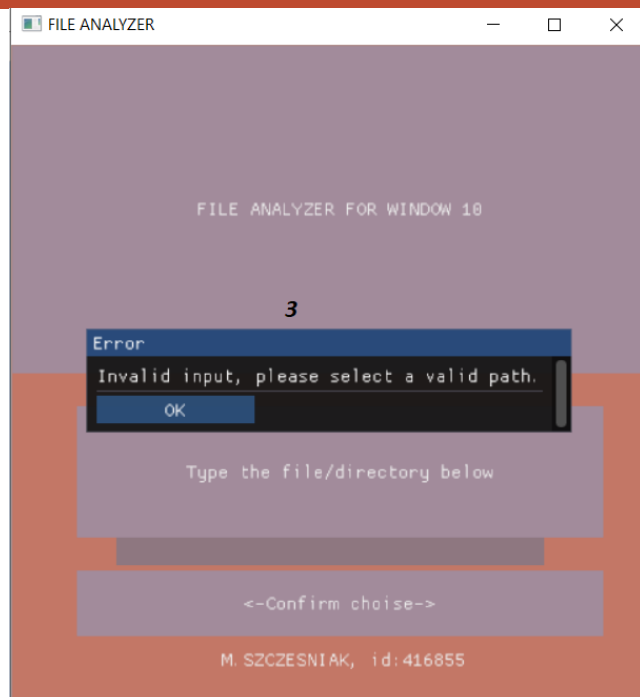 FILE ANALYZER
FILE ANALYZER FOR WINDOW 10
3
Error
Invalid input, please select a valid path.
OK
Type the file/directory below
<-Confirm choise->
M. SZCZESNIAK, id:416855